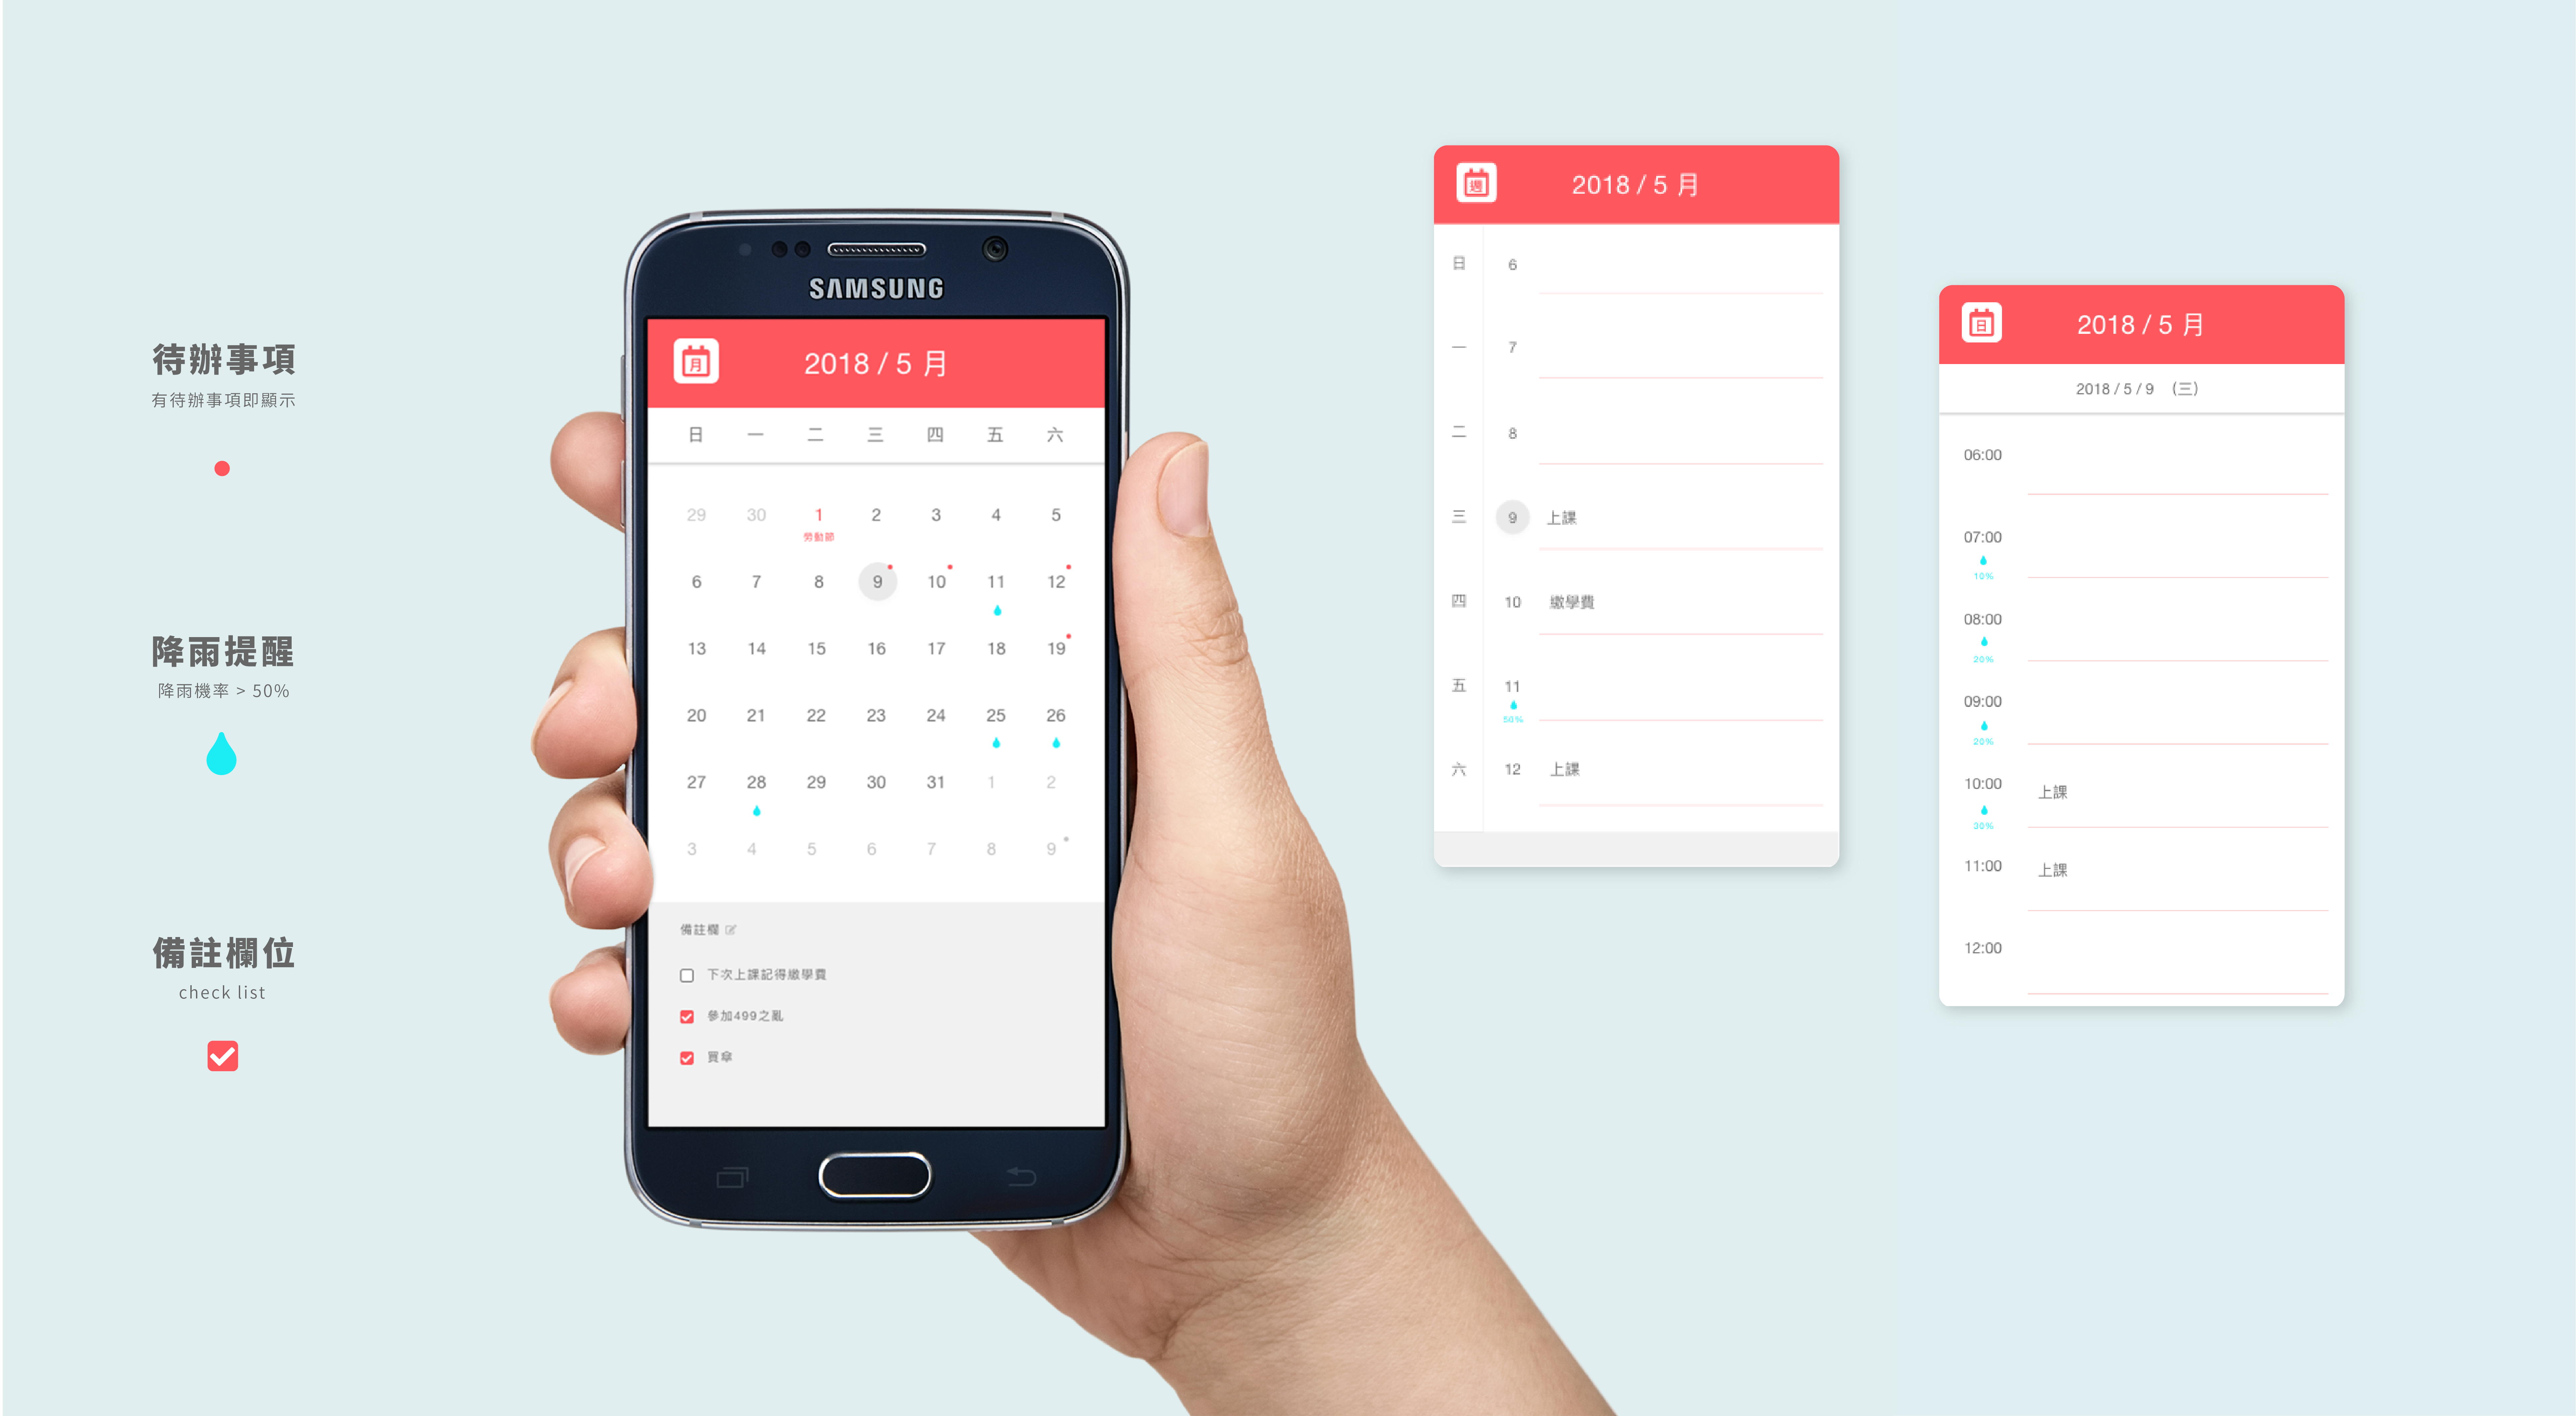 待辦事項
有待辦事項即顯示
降雨提醒
降雨機率 > 50%
備註欄位
check list
SAMSUNG
月
2018 / 5 月
日 一 二 三 四 五 六
29 30 1 2 3 4 5
勞動節
6 7 8 9 10 11 12
13 14 15 16 17 18 19
20 21 22 23 24 25 26
27 28 29 30 31 1 2
3 4 5 6 7 8 9
備註欄
下次上課記得繳學費
參加499之亂
買傘
週
2018 / 5 月
日 6
一 7
二 8
三 9 上課
四 10 繳學費
五 11
50%
六 12 上課
日
2018 / 5 月
2018 / 5 / 9 (三)
06:00
07:00
10%
08:00
20%
09:00
20%
10:00 上課
30%
11:00 上課
12:00